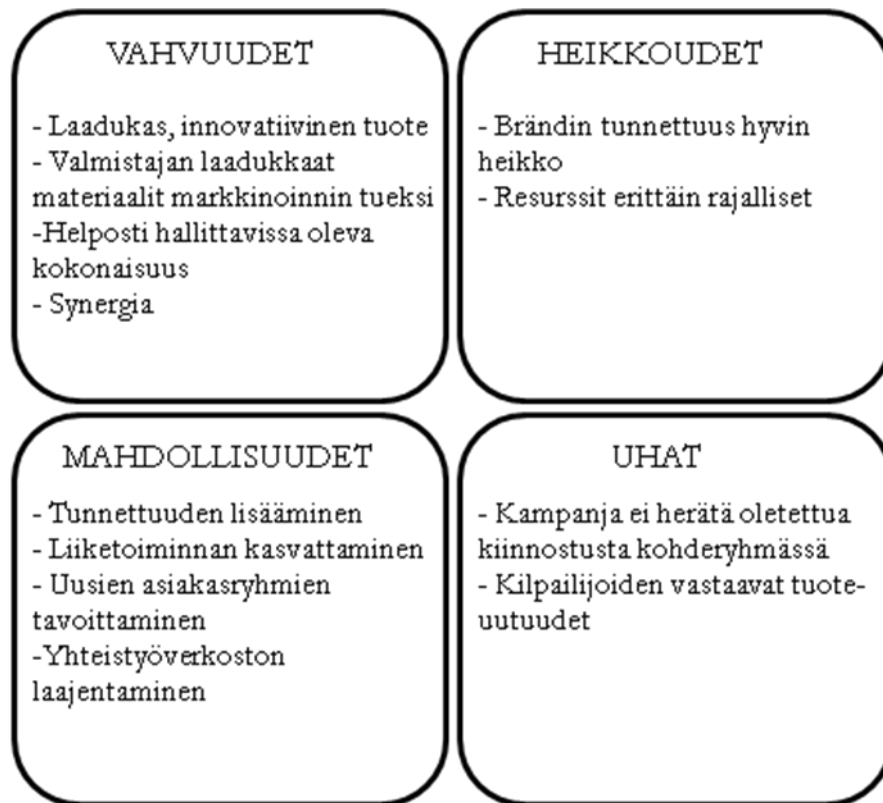 VAHVUUDET
- Laadukas, innovatiivinen tuote
- Valmistajan laadukkaat
materiaalit markkinoinnin tueksi
-Helposti hallittavissa oleva
kokonaisuus
- Synergia
HEIKKOUDET
- Brändin tunnettuus hyvin
heikko
- Resurssit erittäin rajalliset
MAHDOLLISUUDET
- Tunnettuuden lisääminen
- Liiketoiminnan kasvattaminen
- Uusien asiakasryhmien
tavoittaminen
-Yhteistyöverkoston
laajentaminen
UHAT
- Kampanja ei herätä oletettua
kiinnostusta kohderyhmässä
- Kilpailijoiden vastaavat tuote-
uutuudet